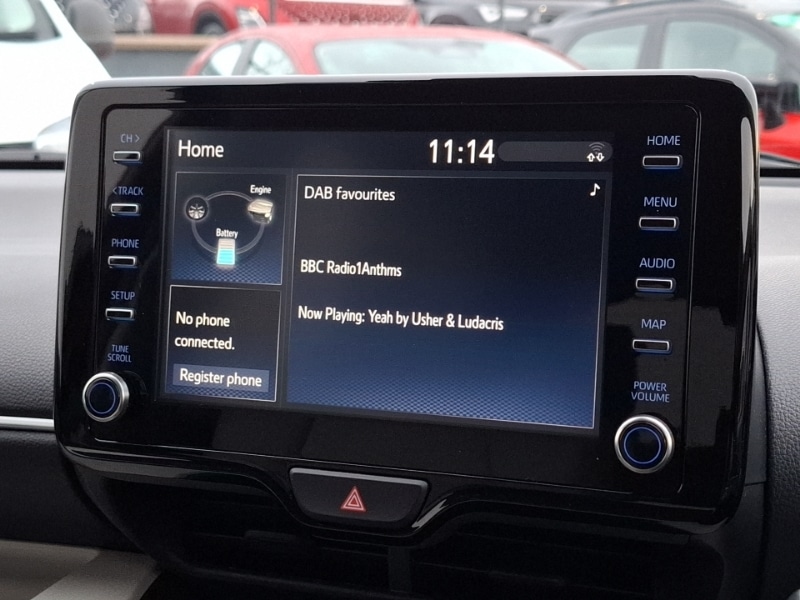 CH >
< TRACK
PHONE
SETUP
TUNE
SCROLL
Home
11:14
Engine
Battery
No phone
connected.
Register phone
DAB favourites
BBC Radio1Anthms
Now Playing: Yeah by Usher & Ludacris
HOME
MENU
AUDIO
MAP
POWER
VOLUME